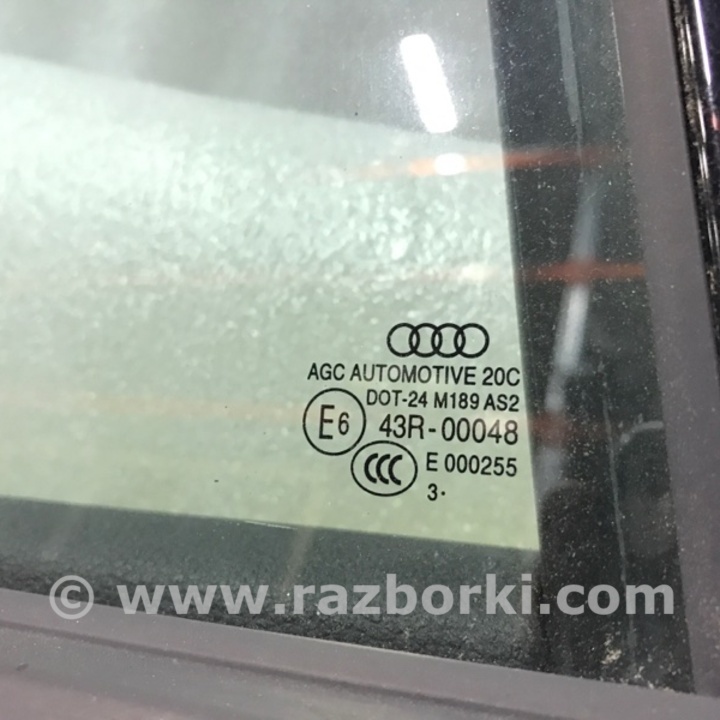 AGC AUTOMOTIVE 20C
DOT-24 M189 AS2
E6 43R-00048
CCC E 000255
3.
© www.razborki.com